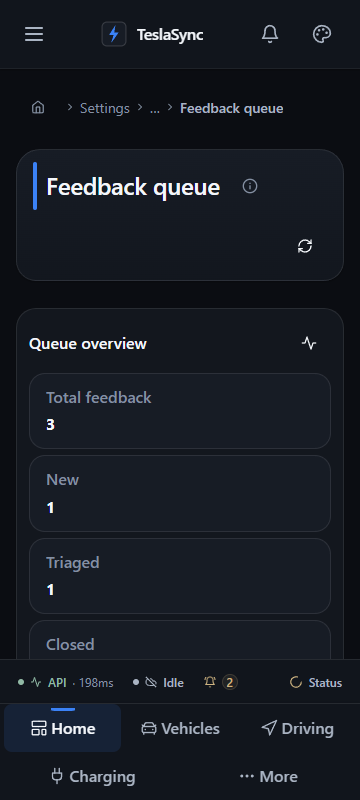 TeslaSync
Settings ... Feedback queue
Feedback queue
Queue overview
Total feedback
3
New
1
Triaged
1
Closed
API · 198ms Idle 2 Status
Home Vehicles Driving
Charging More